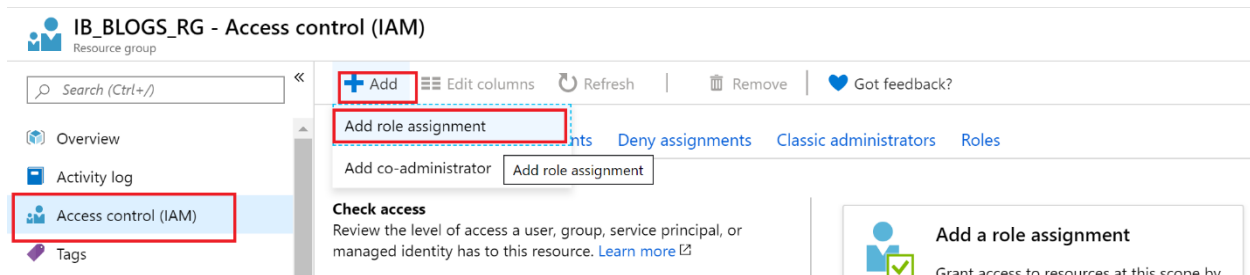 IB_BLOGS_RG - Access control (IAM)
Resource group
Search (Ctrl+/)
«
Add
Edit columns
Refresh
Remove
Got feedback?
Add role assignment
nts
Deny assignments
Classic administrators
Roles
Add co-administrator
Add role assignment
Overview
Activity log
Access control (IAM)
Tags
Check access
Review the level of access a user, group, service principal, or
managed identity has to this resource. Learn more
Add a role assignment
Grant access to resources at this scope by